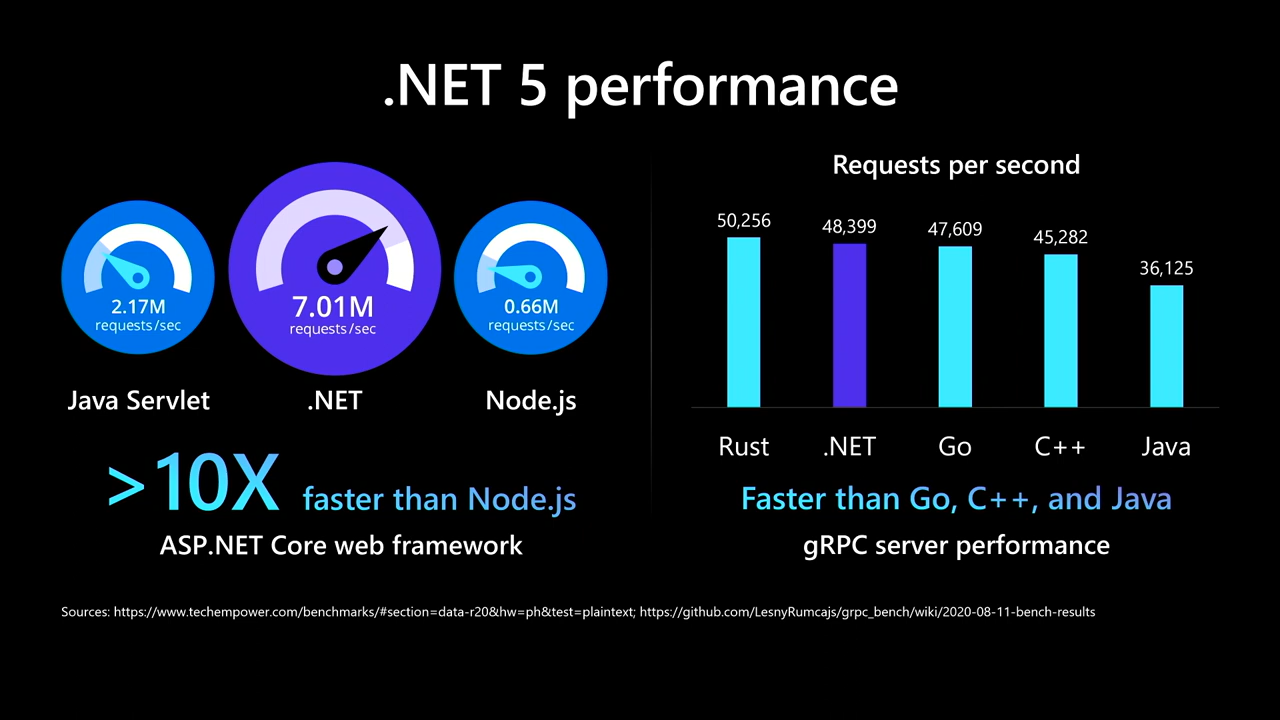 .NET 5 performance
2.17M
requests/sec
Java Servlet
7.01M
requests/sec
.NET
0.66M
requests/sec
Node.js
>10X faster than Node.js
ASP.NET Core web framework
Requests per second
50,256
48,399
47,609
45,282
36,125
Rust .NET Go C++ Java
Faster than Go, C++, and Java
gRPC server performance
Sources: https://www.techempower.com/benchmarks/#section=data-r20&hw=ph&test=plaintext; https://github.com/LesnyRumcajs/grpc_bench/wiki/2020-08-11-bench-results